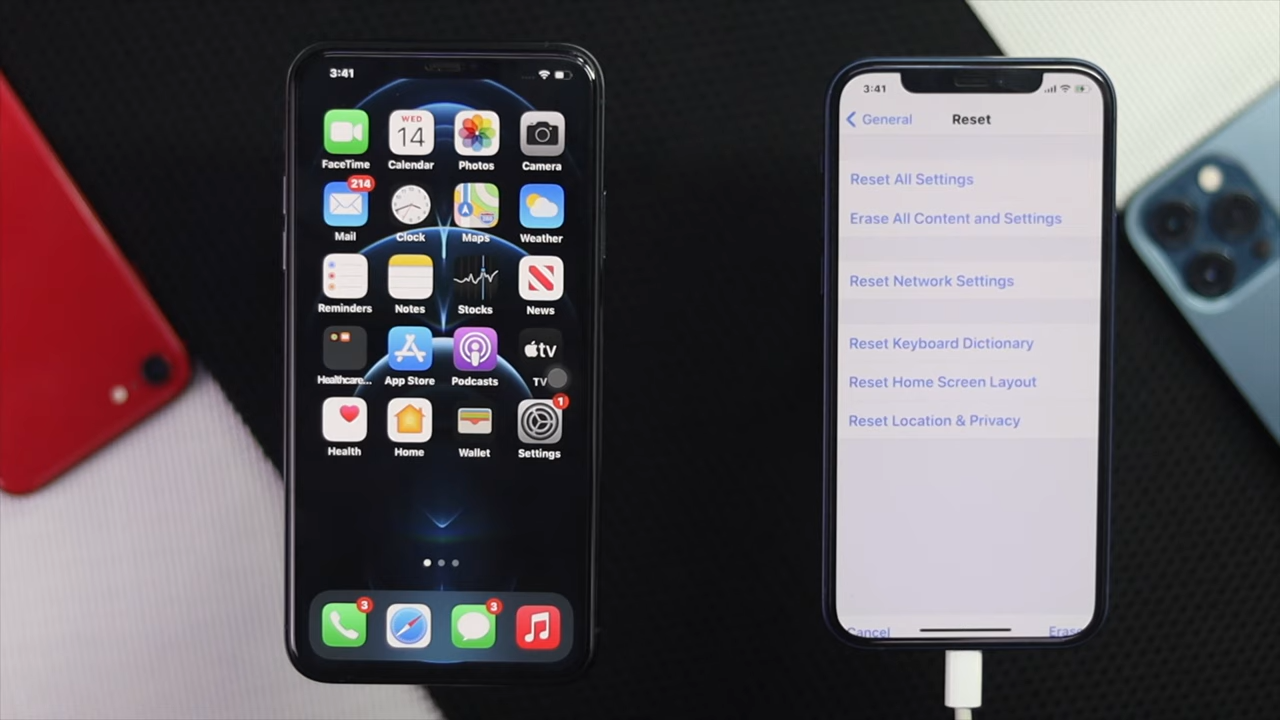 3:41
WED
14
FaceTime
Calendar
Photos
Camera
214
Mail
Clock
Maps
Weather
Reminders
Notes
Stocks
News
Healthcare...
App Store
tv
Podcasts
TV
1
Health
Home
Wallet
Settings
3
3
3:41
General
Reset
Reset All Settings
Erase All Content and Settings
Reset Network Settings
Reset Keyboard Dictionary
Reset Home Screen Layout
Reset Location & Privacy
Cancel
Erase